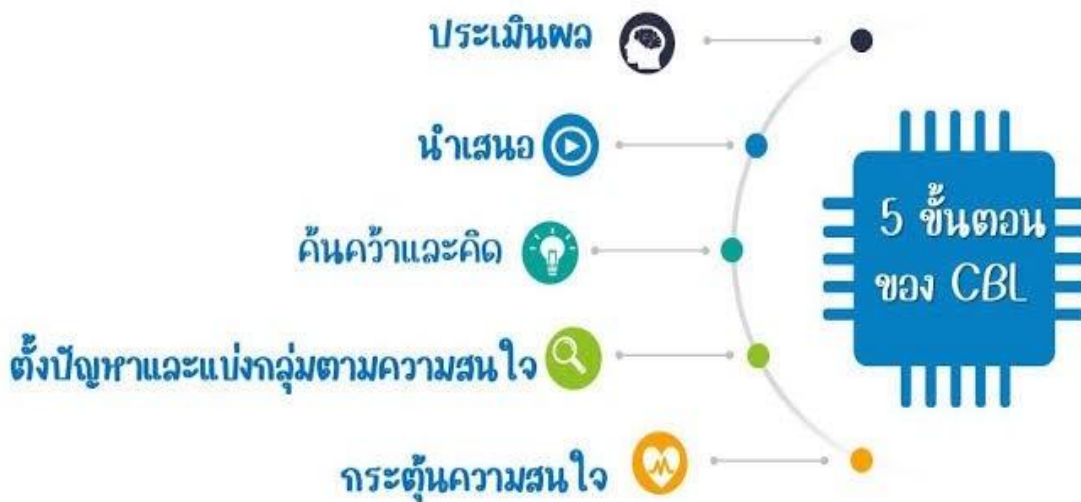 ประเมินผล
นำเสนอ
ค้นคว้าและคิด
ตั้งปัญหาและแบ่งกลุ่มตามความสนใจ
กระตุ้นความสนใจ
5 ขั้นตอน
ของ CBL